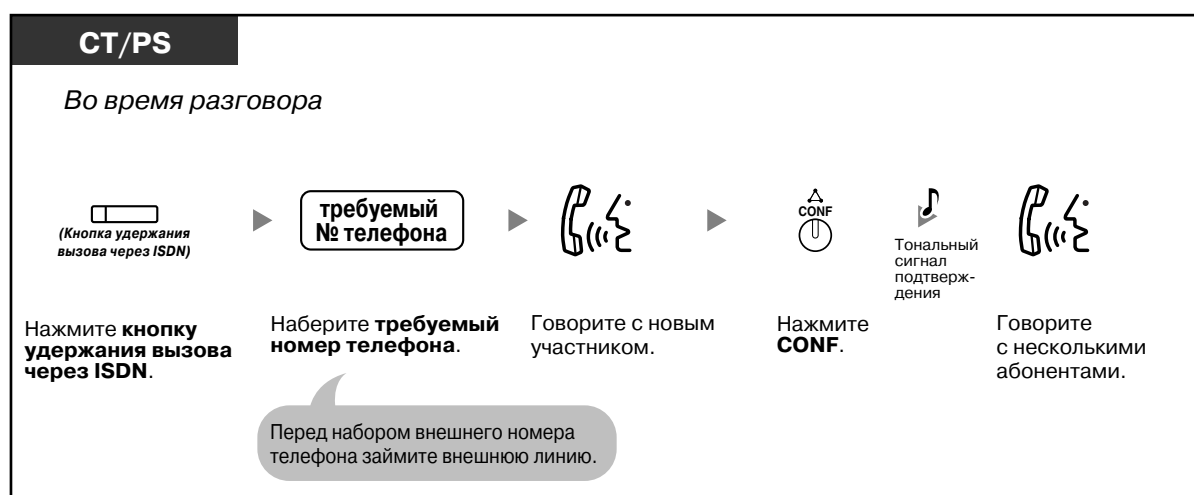 CT/PS
Во время разговора
(Кнопка удержания
вызова через ISDN)
требуемый
№ телефона
CONF
Тональный
сигнал
подтверж-
дения
Нажмите кнопку
удержания вызова
через ISDN.
Наберите требуемый
номер телефона.
Говорите с новым
участником.
Нажмите
CONF.
Говорите
с несколькими
абонентами.
Перед набором внешнего номера
телефона займите внешнюю линию.